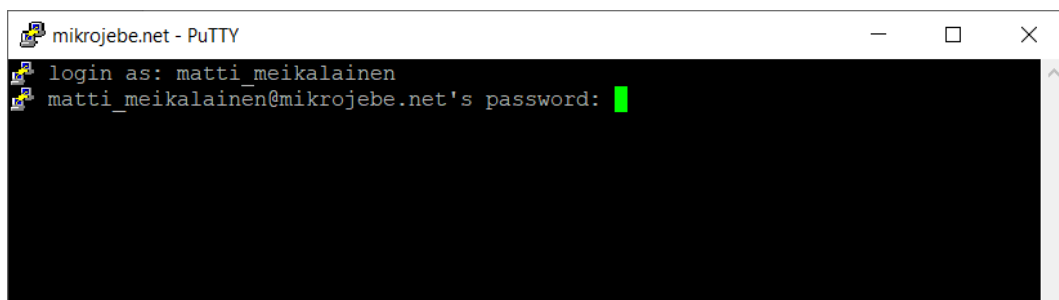 mikrojebe.net - PuTTY
login as: matti_meikalainen
matti_meikalainen@mikrojebe.net's password: